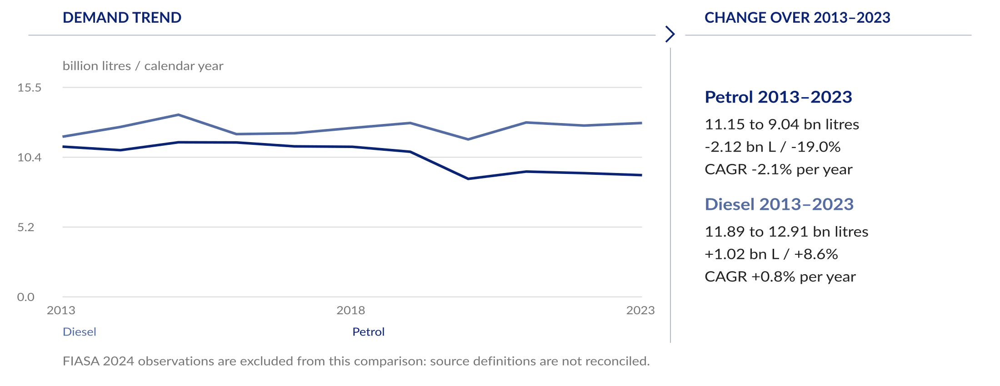 DEMAND TREND
billion litres / calendar year
15.5
10.4
5.2
0.0
2013
2018
2023
Diesel
Petrol
FIASA 2024 observations are excluded from this comparison: source definitions are not reconciled.
CHANGE OVER 2013–2023
Petrol 2013–2023
11.15 to 9.04 bn litres
-2.12 bn L / -19.0%
CAGR -2.1% per year
Diesel 2013–2023
11.89 to 12.91 bn litres
+1.02 bn L / +8.6%
CAGR +0.8% per year